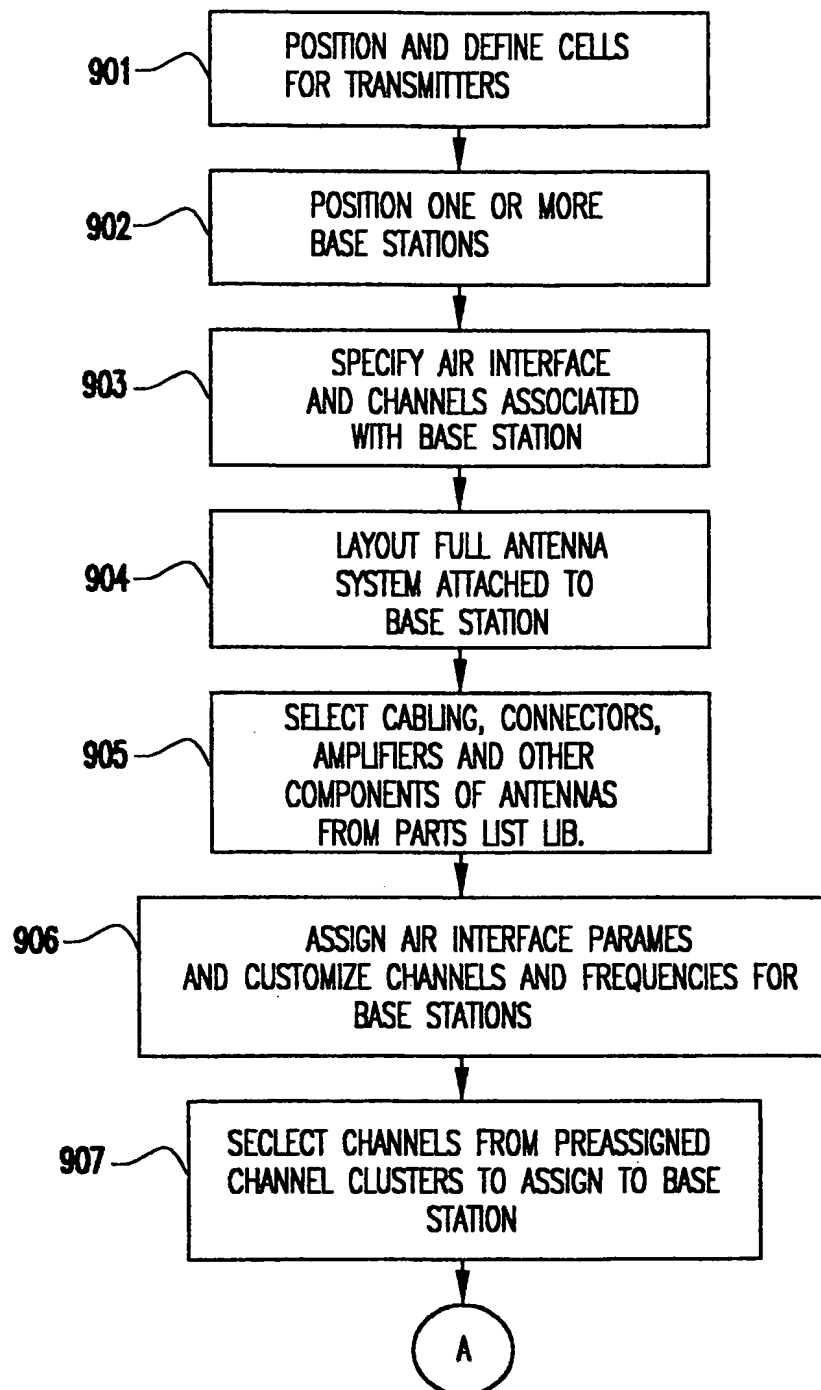 901
POSITION AND DEFINE CELLS
FOR TRANSMITTERS
902
POSITION ONE OR MORE
BASE STATIONS
903
SPECIFY AIR INTERFACE
AND CHANNELS ASSOCIATED
WITH BASE STATION
904
LAYOUT FULL ANTENNA
SYSTEM ATTACHED TO
BASE STATION
905
SELECT CABLING, CONNECTORS,
AMPLIFIERS AND OTHER
COMPONENTS OF ANTENNAS
FROM PARTS LIST LIB.
906
ASSIGN AIR INTERFACE PARAMES
AND CUSTOMIZE CHANNELS AND FREQUENCIES FOR
BASE STATIONS
907
SECLECT CHANNELS FROM PREASSIGNED
CHANNEL CLUSTERS TO ASSIGN TO BASE
STATION
A